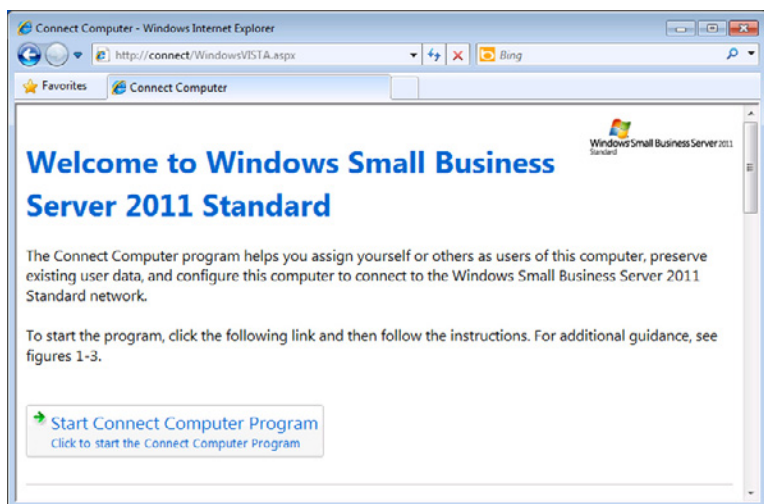 Connect Computer - Windows Internet Explorer
http://connect/WindowsVISTA.aspx
Bing
Favorites
Connect Computer
Windows Small Business Server 2011
Standard
Welcome to Windows Small Business
Server 2011 Standard
The Connect Computer program helps you assign yourself or others as users of this computer, preserve
existing user data, and configure this computer to connect to the Windows Small Business Server 2011
Standard network.
To start the program, click the following link and then follow the instructions. For additional guidance, see
figures 1-3.
Start Connect Computer Program
Click to start the Connect Computer Program